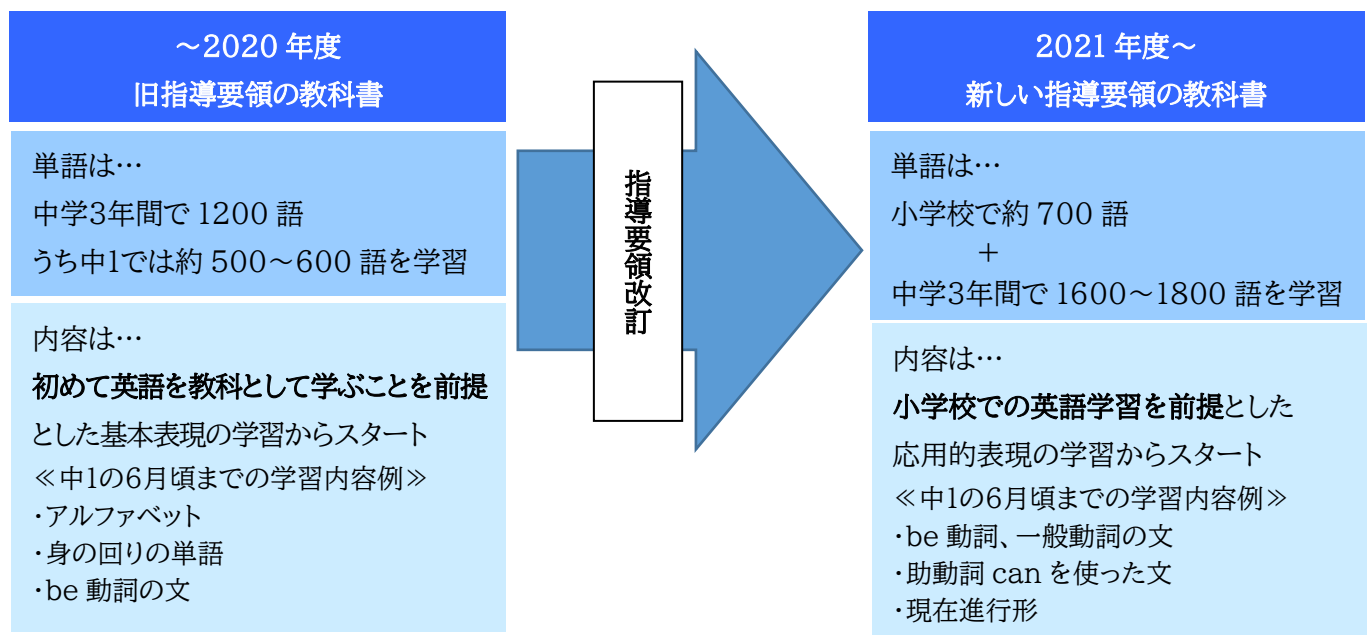 ～2020 年度
旧指導要領の教科書
単語は…
中学3年間で 1200 語
うち中1では約 500～600 語を学習
内容は…
初めて英語を教科として学ぶことを前提
とした基本表現の学習からスタート
≪中1の6月頃までの学習内容例≫
・アルファベット
・身の回りの単語
・be 動詞の文
指導要領改訂
2021 年度～
新しい指導要領の教科書
単語は…
小学校で約 700 語
＋
中学3年間で 1600～1800 語を学習
内容は…
小学校での英語学習を前提とした
応用的表現の学習からスタート
≪中1の6月頃までの学習内容例≫
・be 動詞、一般動詞の文
・助動詞 can を使った文
・現在進行形